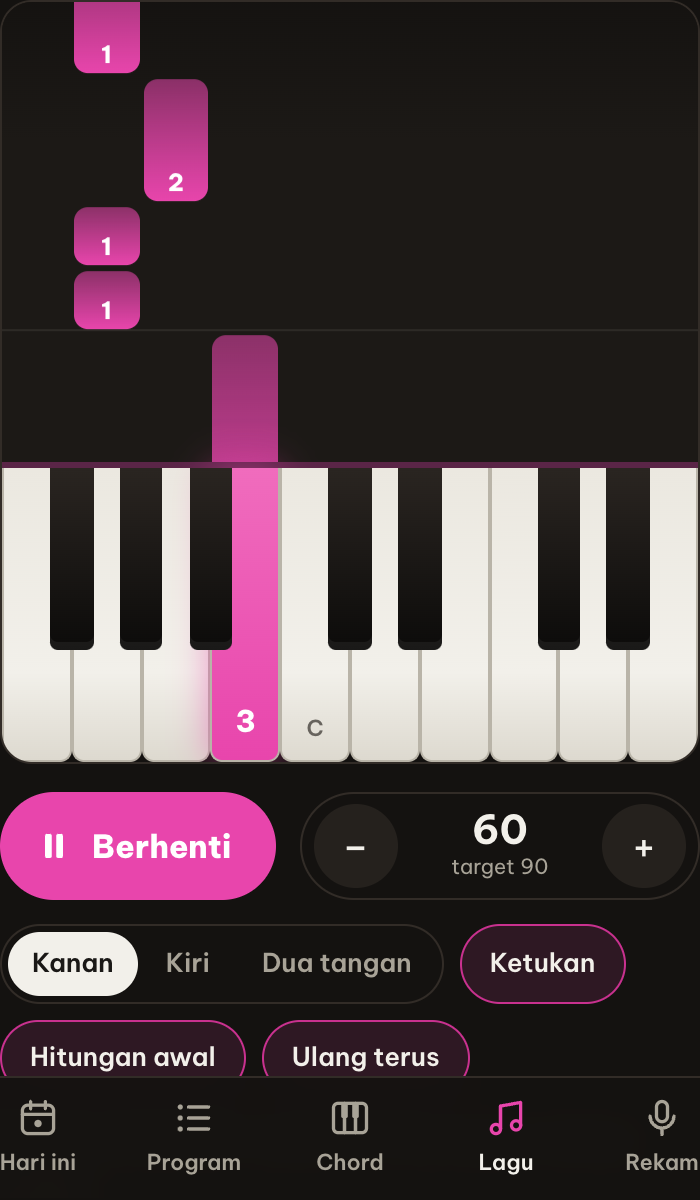 1
2
1
1
3
C
Berhenti
–
60
target 90
+
Kanan
Kiri
Dua tangan
Ketukan
Hitungan awal
Ulang terus
Hari ini
Program
Chord
Lagu
Rekam